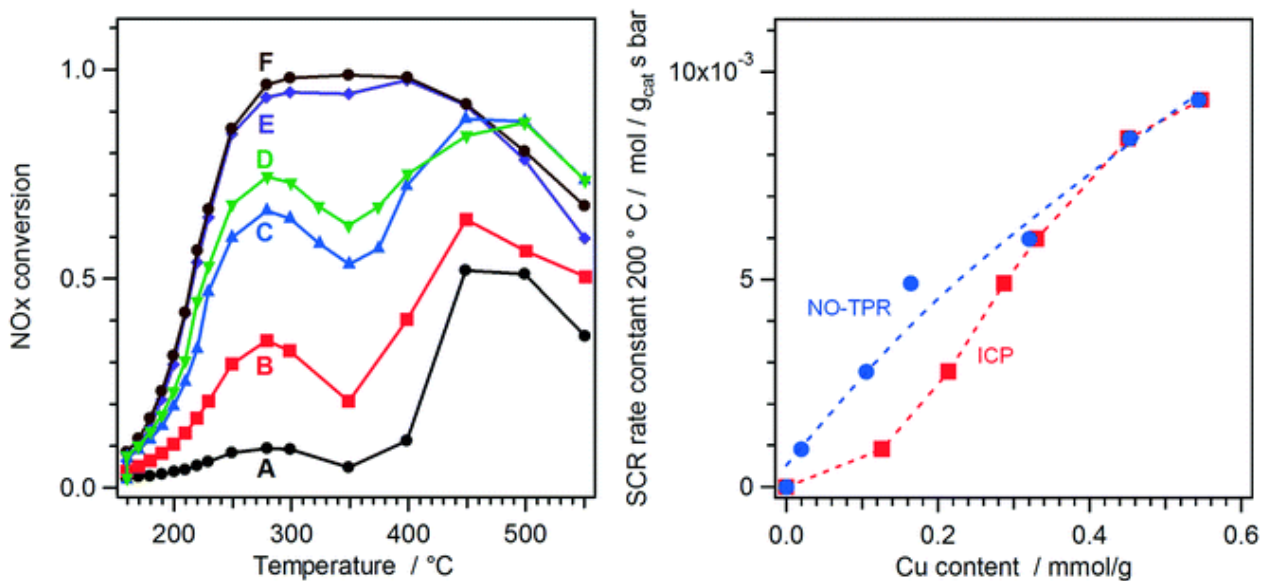 NOx conversion
1.0
0.5
0.0
F
E
D
C
B
A
200
300
400
500
Temperature / °C
SCR rate constant 200 ° C / mol / gcat s bar
10x10⁻³
5
0
NO-TPR
ICP
0.0
0.2
0.4
0.6
Cu content / mmol/g